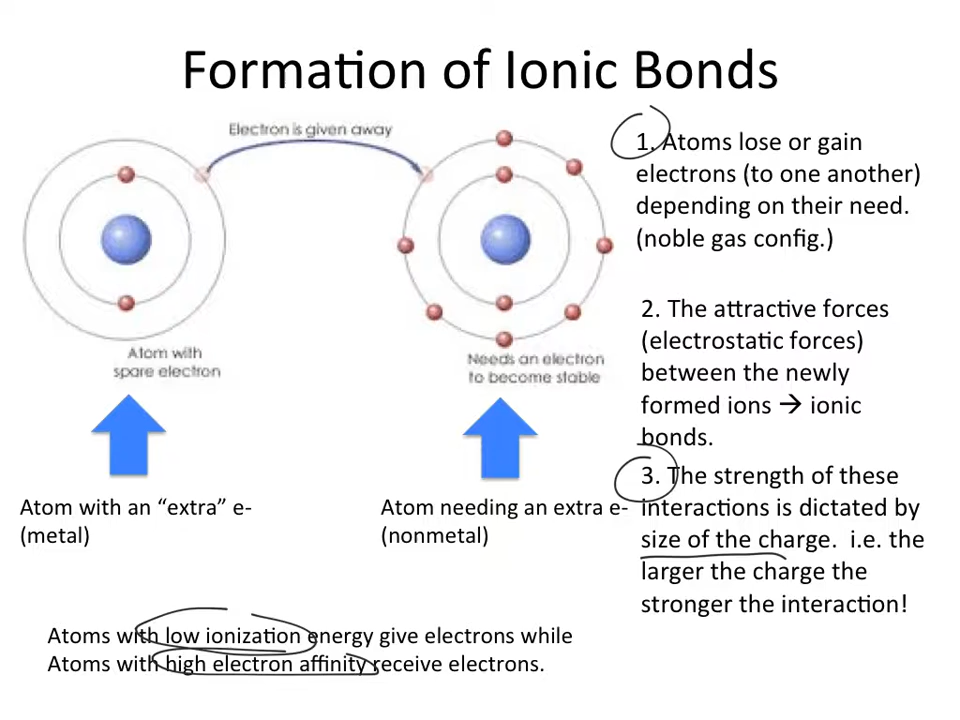 Formation of Ionic Bonds
Electron is given away
Atom with
spare electron
Needs an electron
to become stable
Atom with an “extra” e-
(metal)
Atom needing an extra e-
(nonmetal)
1. Atoms lose or gain
electrons (to one another)
depending on their need.
(noble gas config.)
2. The attractive forces
(electrostatic forces)
between the newly
formed ions → ionic
bonds.
3. The strength of these
interactions is dictated by
size of the charge.  i.e. the
larger the charge the
stronger the interaction!
Atoms with low ionization energy give electrons while
Atoms with high electron affinity receive electrons.